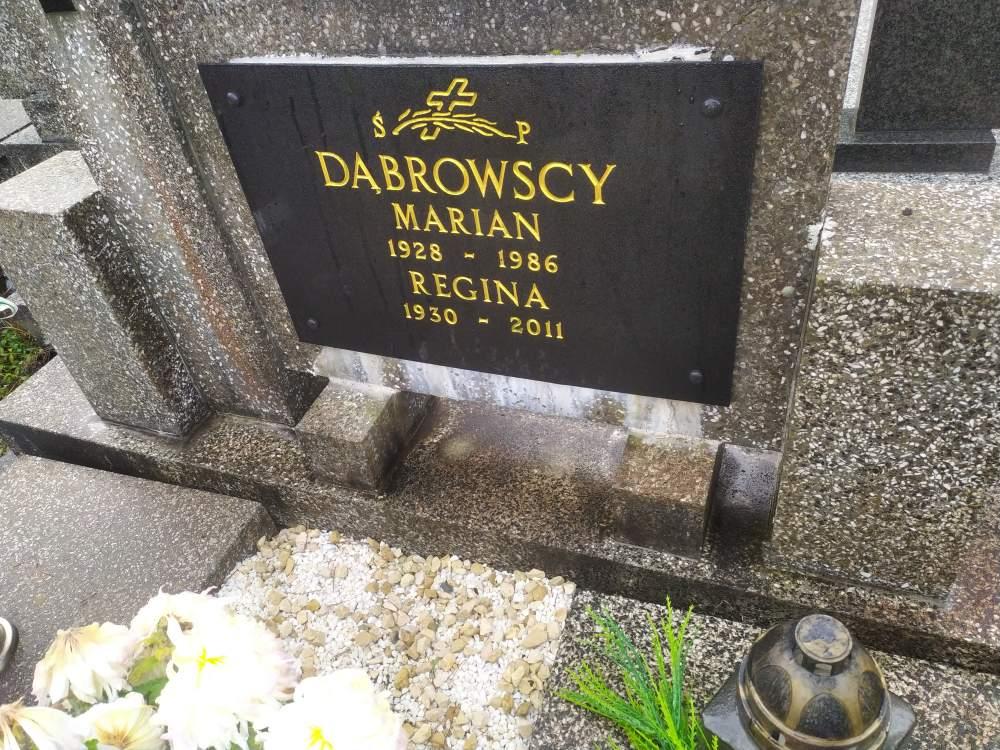 Ś P
DĄBROWSCY
MARIAN
1928 - 1986
REGINA
1930 - 2011